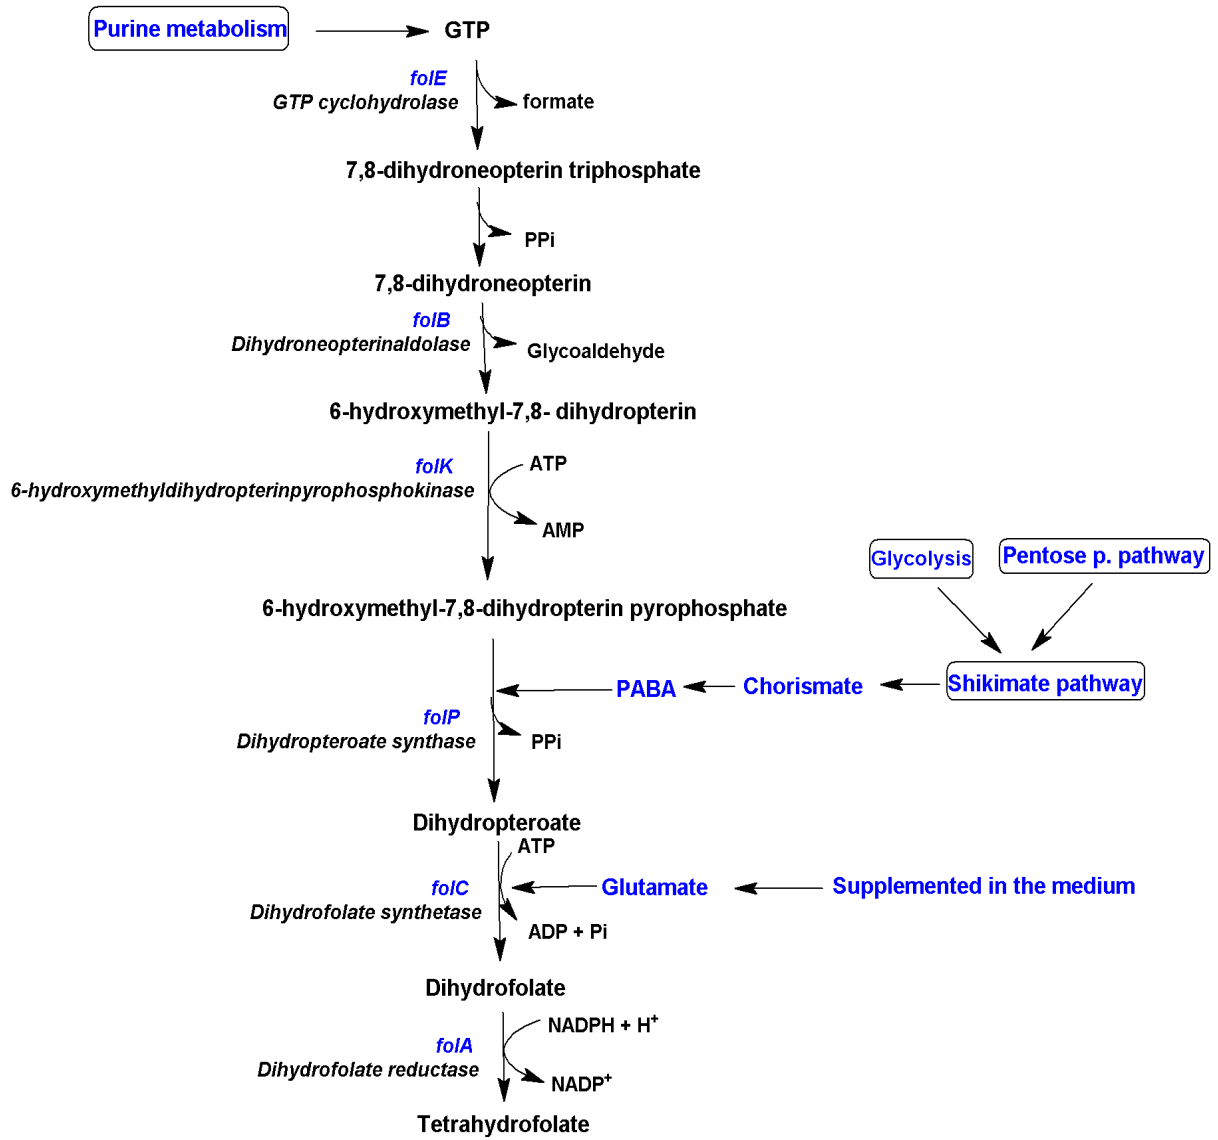 Purine metabolism
GTP
folE
GTP cyclohydrolase
formate
7,8-dihydroneopterin triphosphate
PPi
7,8-dihydroneopterin
folB
Dihydroneopterinaldolase
Glycoaldehyde
6-hydroxymethyl-7,8- dihydropterin
folK
ATP
6-hydroxymethyldihydropterinpyrophosphokinase
AMP
Glycolysis
Pentose p. pathway
6-hydroxymethyl-7,8-dihydropterin pyrophosphate
PABA
Chorismate
Shikimate pathway
folP
Dihydropteroate synthase
PPi
Dihydropteroate
ATP
folC
Glutamate
Supplemented in the medium
Dihydrofolate synthetase
ADP + Pi
Dihydrofolate
NADPH + H⁺
folA
Dihydrofolate reductase
NADP⁺
Tetrahydrofolate